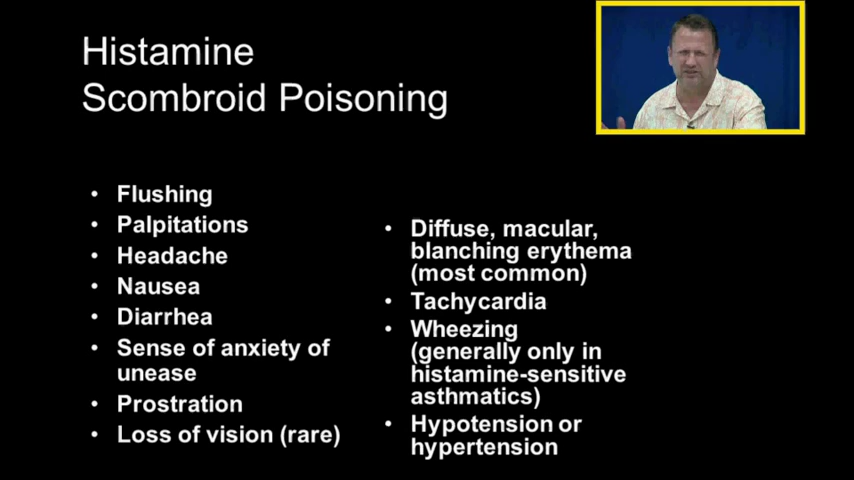 Histamine
Scombroid Poisoning
• Flushing
• Palpitations
• Headache
• Nausea
• Diarrhea
• Sense of anxiety of
unease
• Prostration
• Loss of vision (rare)
• Diffuse, macular,
blanching erythema
(most common)
• Tachycardia
• Wheezing
(generally only in
histamine-sensitive
asthmatics)
• Hypotension or
hypertension